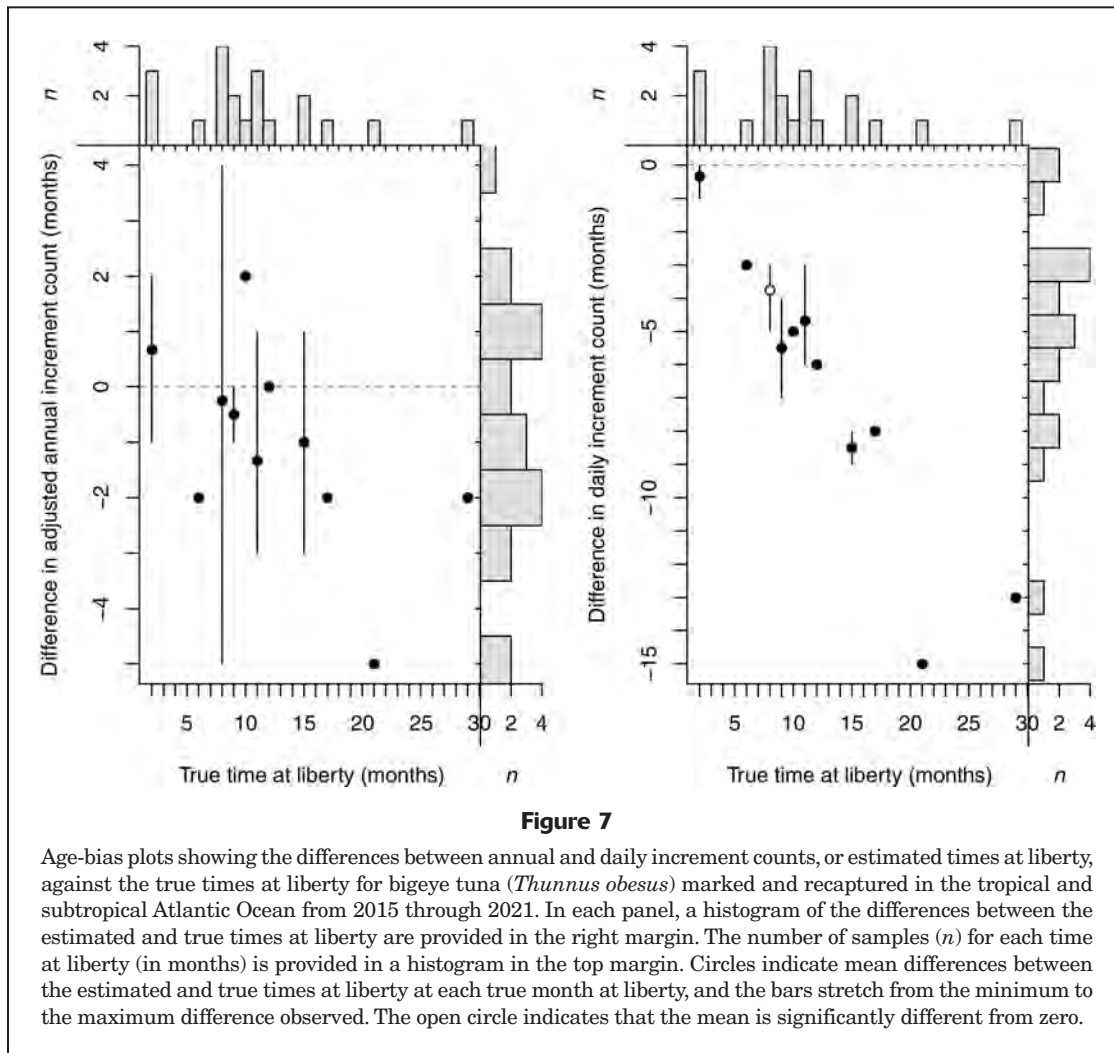 4
2
n
4
2
0
−2
−4
Difference in adjusted annual increment count (months)
5 10 15 20 25 30 2 4
True time at liberty (months) n
4
2
n
0
−5
−10
−15
Difference in daily increment count (months)
5 10 15 20 25 30 2 4
True time at liberty (months) n
Figure 7
Age-bias plots showing the differences between annual and daily increment counts, or estimated times at liberty,
against the true times at liberty for bigeye tuna (Thunnus obesus) marked and recaptured in the tropical and
subtropical Atlantic Ocean from 2015 through 2021. In each panel, a histogram of the differences between the
estimated and true times at liberty are provided in the right margin. The number of samples (n) for each time
at liberty (in months) is provided in a histogram in the top margin. Circles indicate mean differences between
the estimated and true times at liberty at each true month at liberty, and the bars stretch from the minimum to
the maximum difference observed. The open circle indicates that the mean is significantly different from zero.